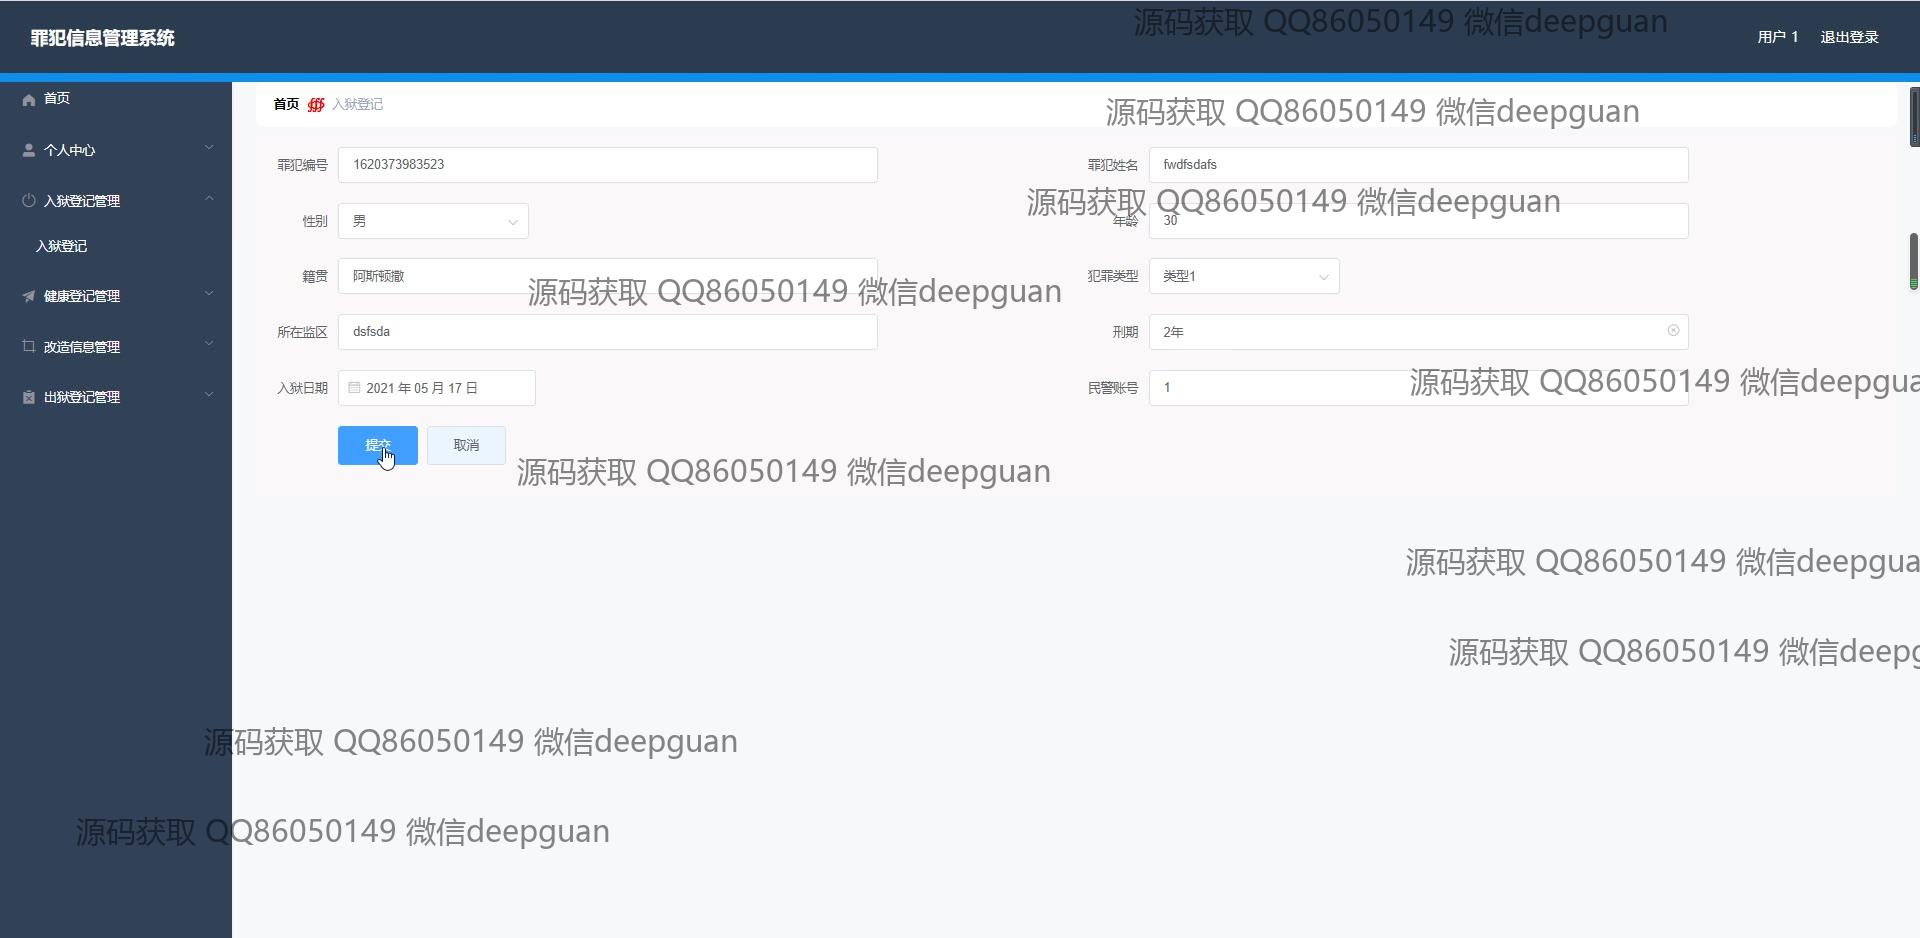 源码获取 QQ86050149 微信deepguan
罪犯信息管理系统
用户 1 退出登录
首页
首页 入狱登记
源码获取 QQ86050149 微信deepguan
个人中心
罪犯编号 1620373983523 罪犯姓名 fwdfsdafs
入狱登记管理
源码获取 QQ86050149 微信deepguan
性别 男 年龄 30
入狱登记
籍贯 阿斯顿撒 犯罪类型 类型1
源码获取 QQ86050149 微信deepguan
健康登记管理
所在监区 dsfsda 刑期 2年
改造信息管理
入狱日期 2021 年 05 月 17 日 民警账号 1
源码获取 QQ86050149 微信deepgua
出狱登记管理
提交 取消
源码获取 QQ86050149 微信deepguan
源码获取 QQ86050149 微信deepgua
源码获取 QQ86050149 微信deepg
源码获取 QQ86050149 微信deepguan
源码获取 QQ86050149 微信deepguan